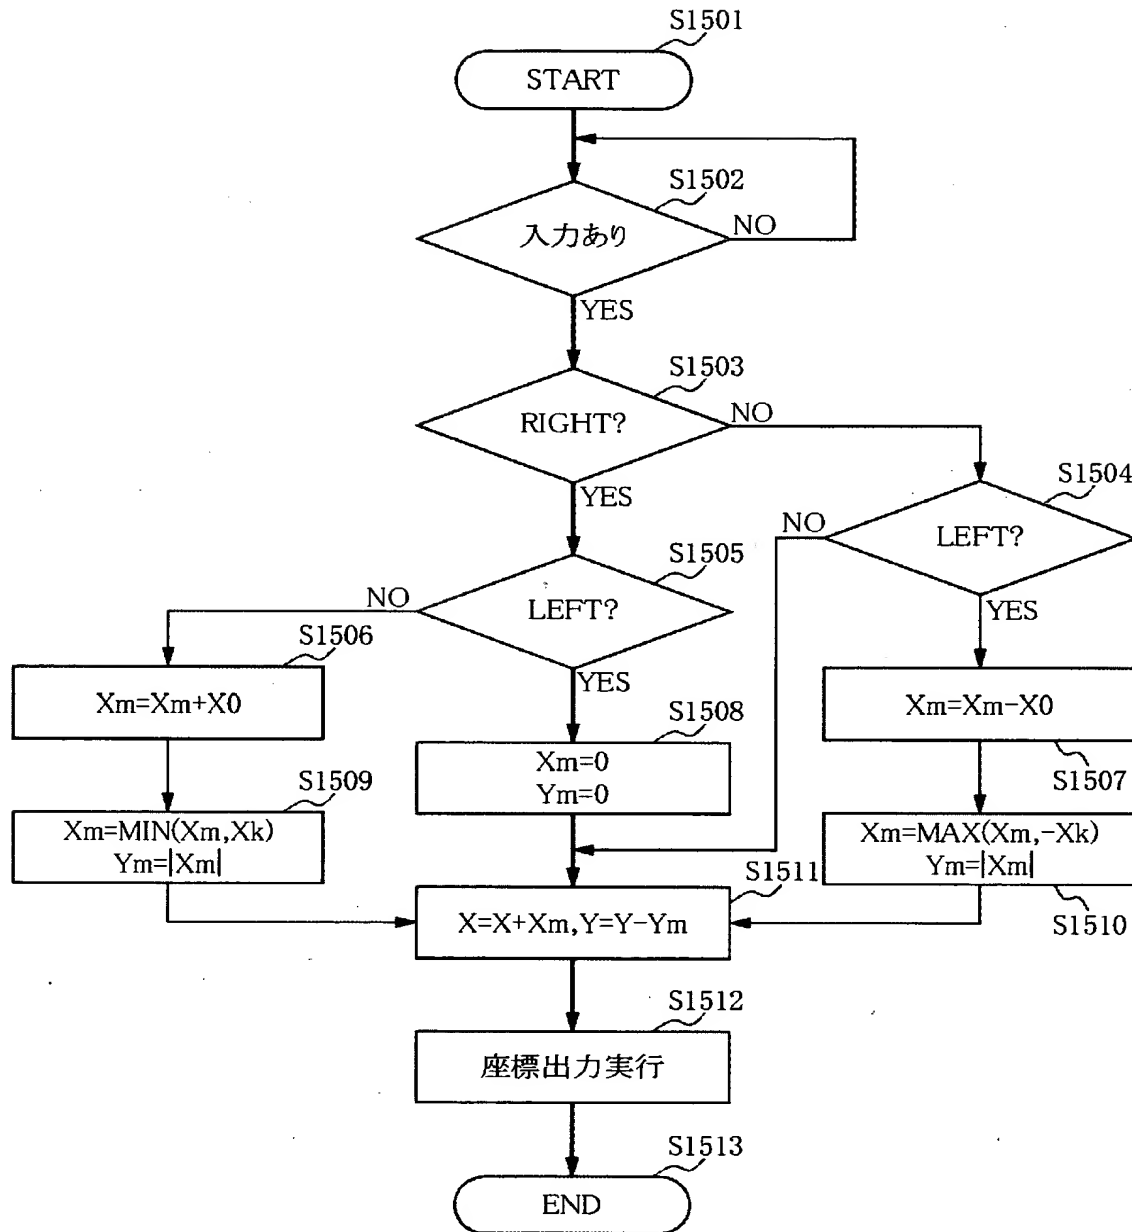 S1501
START
S1502
入力あり
NO
YES
S1503
RIGHT?
NO
YES
S1504
LEFT?
NO
YES
S1505
LEFT?
NO
YES
S1506
Xm=Xm+X0
S1508
Xm=0
Ym=0
Xm=Xm-X0
S1507
S1509
Xm=MIN(Xm,Xk)
Ym=|Xm|
Xm=MAX(Xm,-Xk)
Ym=|Xm|
S1510
S1511
X=X+Xm,Y=Y-Ym
S1512
座標出力実行
S1513
END